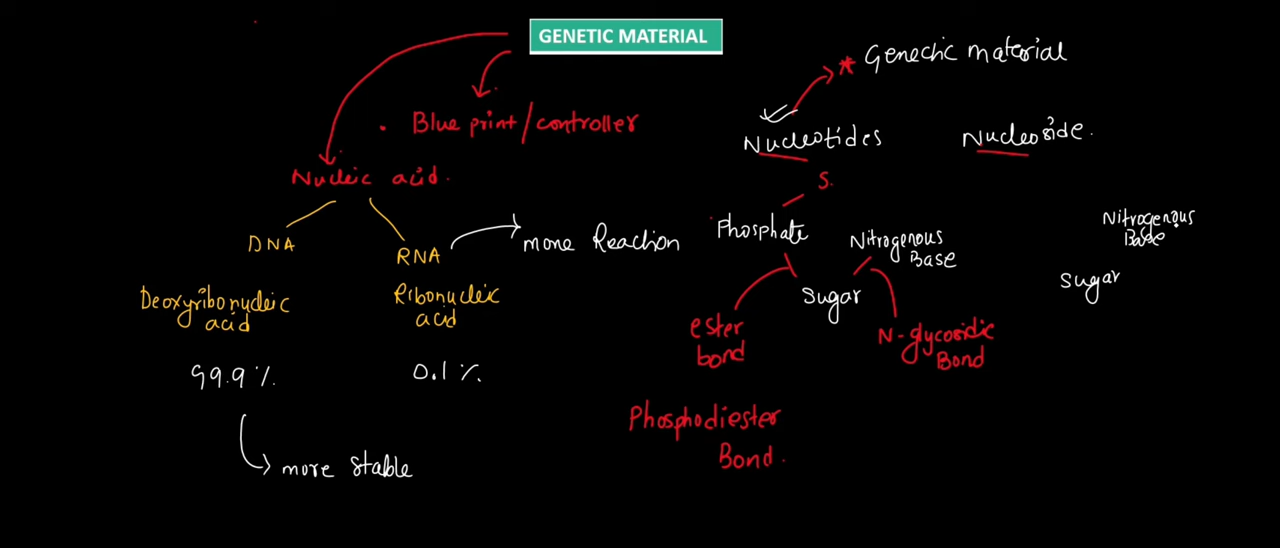 GENETIC MATERIAL
* Genectic material
• Blue print/controller
Nucleotides
Nucleoside.
Nucleic acid.
S.
DNA
RNA
more Reaction
Phosphate
Nitrogenous
Base
Nitrogenous
Base
Sugar
Sugar
Deoxyribonucleic
acid
Ribonucleic
acid
ester
bond
N-glycosidic
Bond
99.9%
0.1%
Phosphodiester
Bond.
more stable